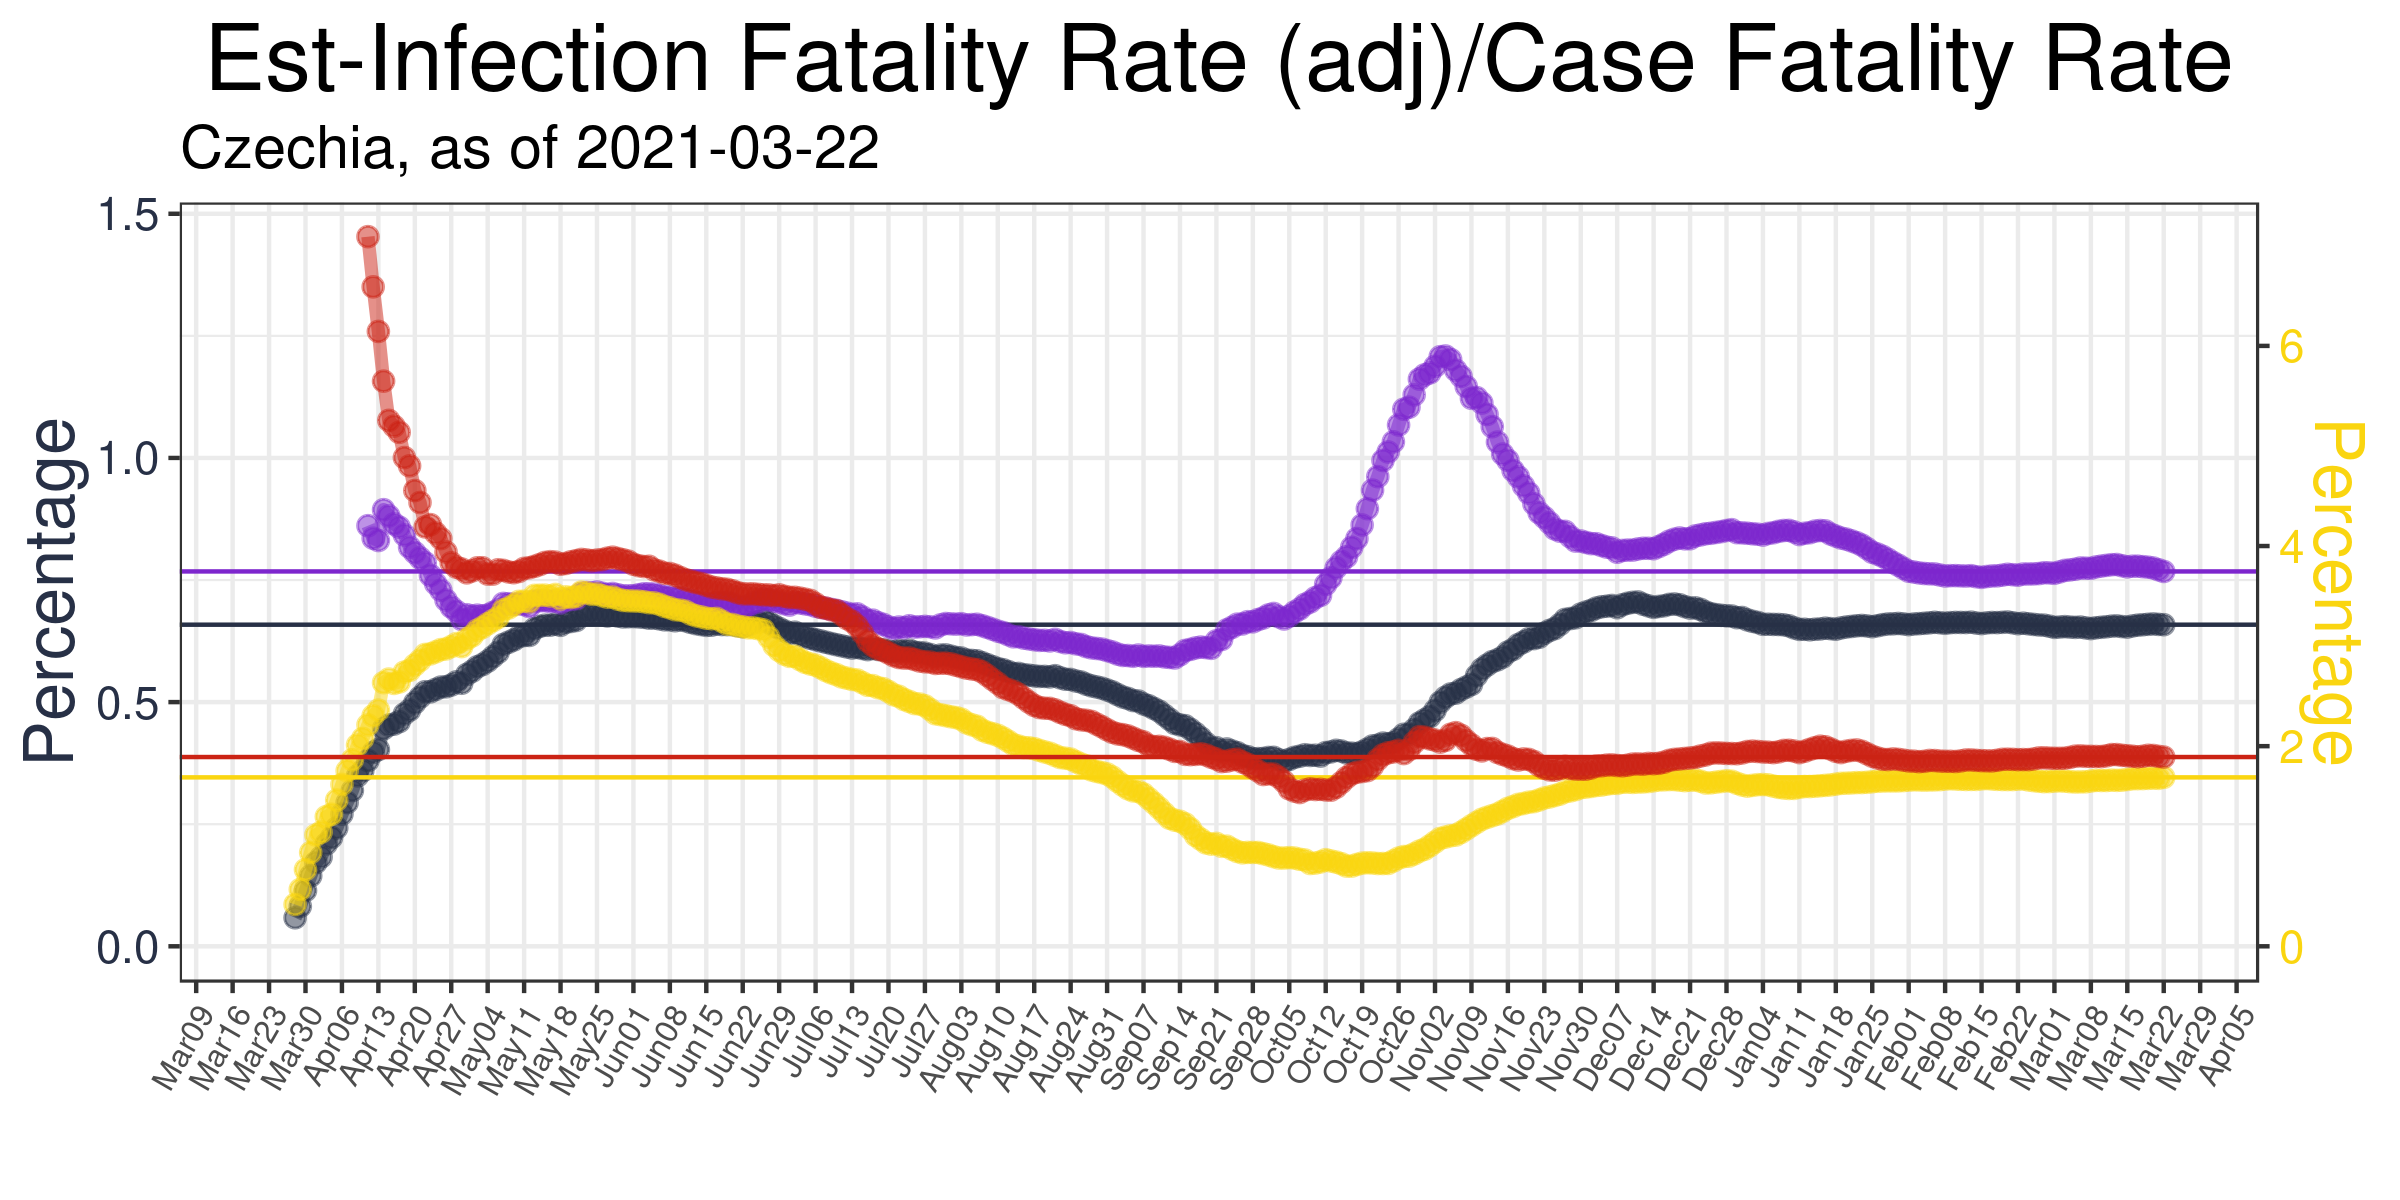 Est-Infection Fatality Rate (adj)/Case Fatality Rate
Czechia, as of 2021-03-22
Percentage
1.5
1.0
0.5
0.0
6
4
2
0
Percentage
Mar09
Mar16
Mar23
Mar30
Apr06
Apr13
Apr20
Apr27
May04
May11
May18
May25
Jun01
Jun08
Jun15
Jun22
Jun29
Jul06
Jul13
Jul20
Jul27
Aug03
Aug10
Aug17
Aug24
Aug31
Sep07
Sep14
Sep21
Sep28
Oct05
Oct12
Oct19
Oct26
Nov02
Nov09
Nov16
Nov23
Nov30
Dec07
Dec14
Dec21
Dec28
Jan04
Jan11
Jan18
Jan25
Feb01
Feb08
Feb15
Feb22
Mar01
Mar08
Mar15
Mar22
Mar29
Apr05